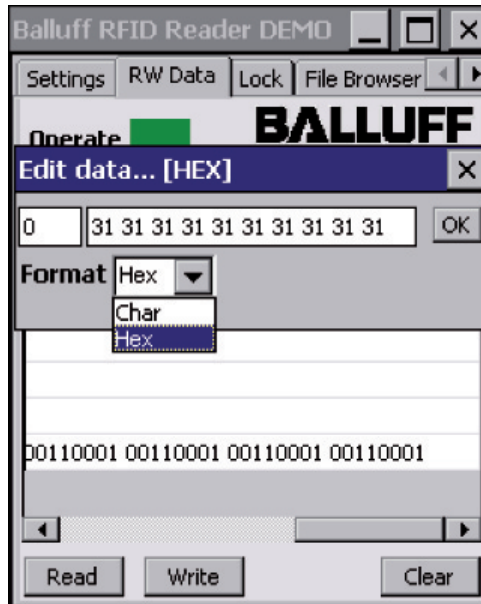 Balluff RFID Reader DEMO
Settings RW Data Lock File Browser
Operate BALLUFF
Edit data... [HEX]
0 31 31 31 31 31 31 31 31 31 31 OK
Format Hex
Char
Hex
00110001 00110001 00110001 00110001
Read Write Clear